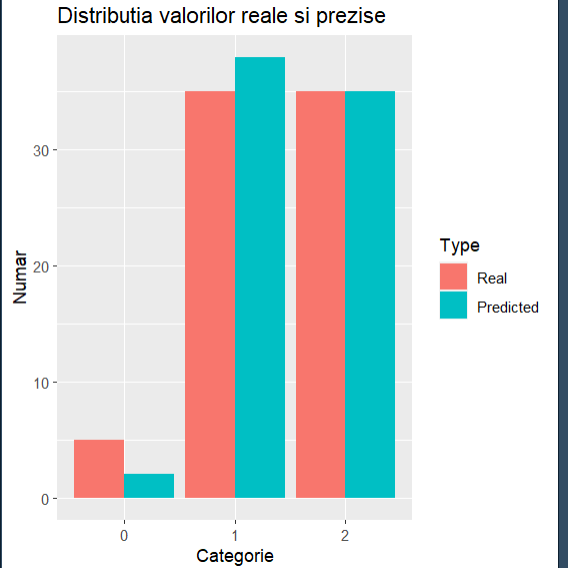 Distributia valorilor reale si prezise
Numar
30
20
10
0
0 1 2
Categorie
Type
Real
Predicted